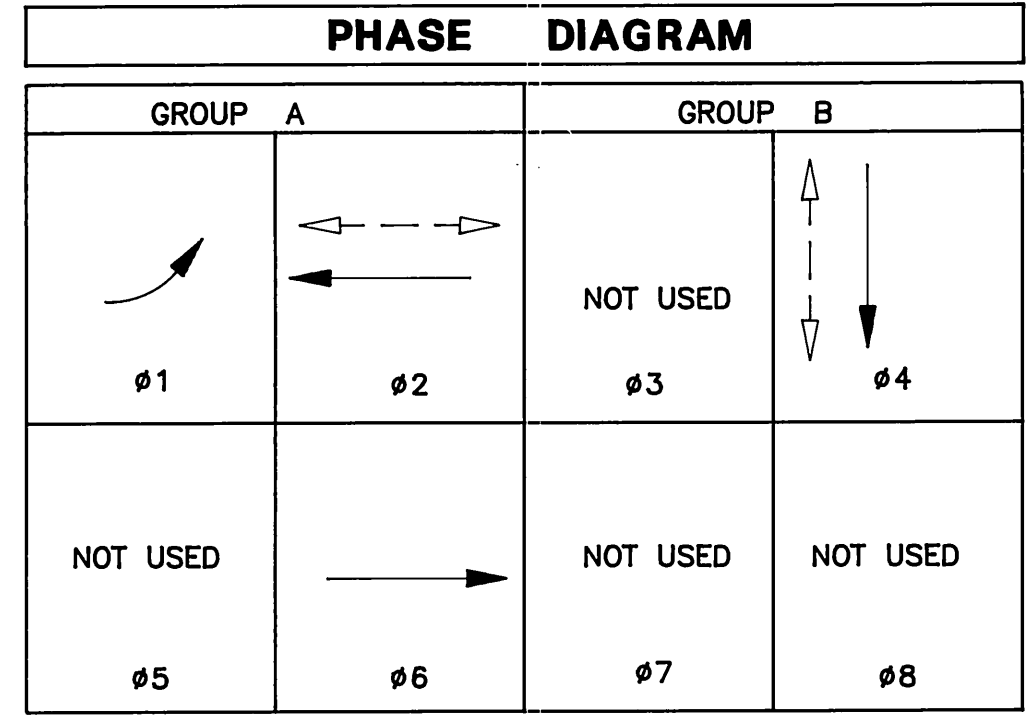 PHASE DIAGRAM
GROUP A
GROUP B
ø1
ø2
NOT USED
ø3
ø4
NOT USED
ø5
ø6
NOT USED
ø7
NOT USED
ø8